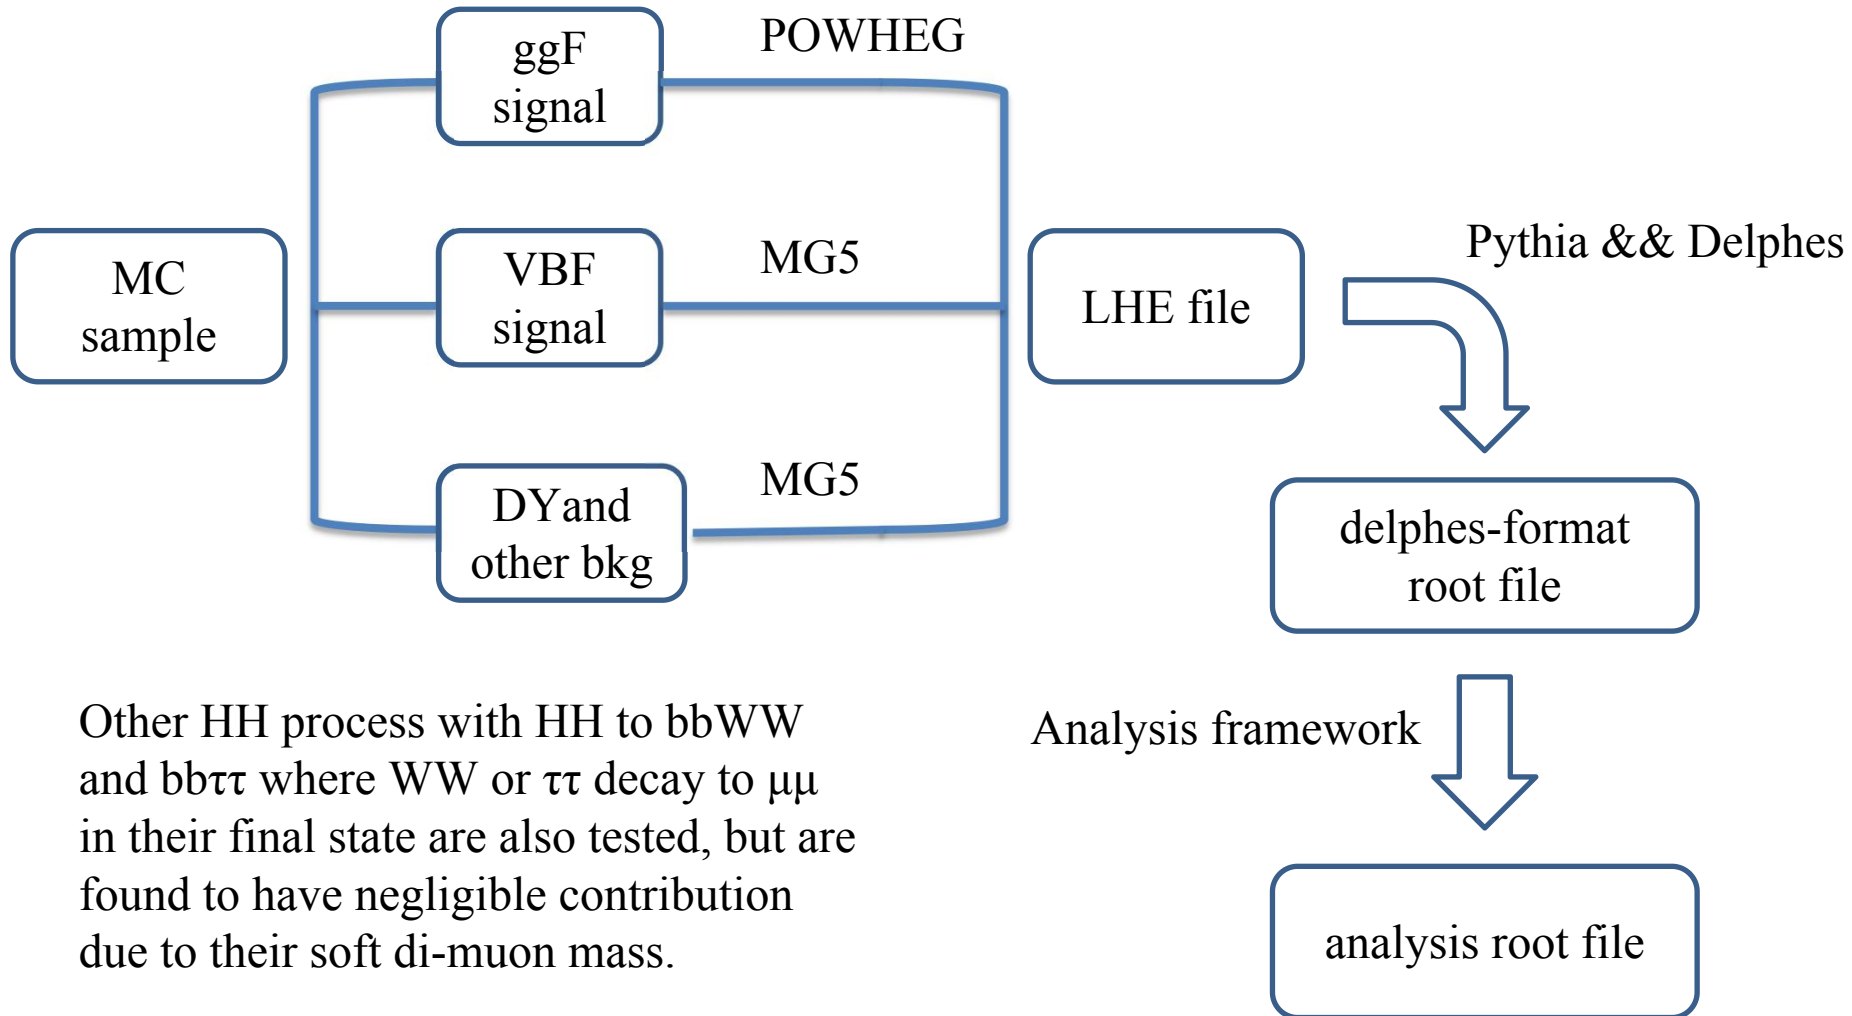 ggF
signal
POWHEG
MC
sample
VBF
signal
MG5
LHE file
Pythia && Delphes
DYand
other bkg
MG5
delphes-format
root file
Other HH process with HH to bbWW
and bbττ where WW or ττ decay to μμ
in their final state are also tested, but are
found to have negligible contribution
due to their soft di-muon mass.
Analysis framework
analysis root file